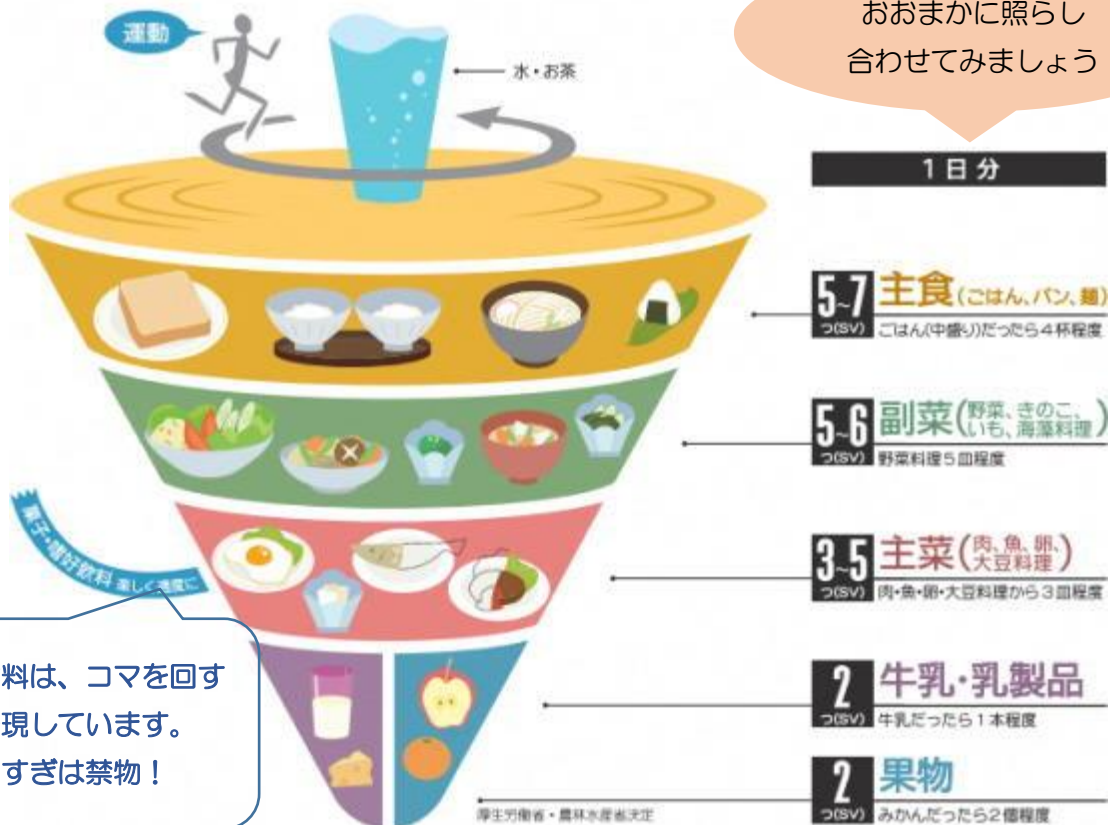 おおまかに照らし
合わせてみましょう
運動
水・お茶
1日分
5~7
つ(SV)
主食(ごはん、パン、麺)
ごはん(中盛り)だったら4杯程度
5~6
つ(SV)
副菜(野菜、きのこ、
いも、海藻料理)
野菜料理5皿程度
3~5
つ(SV)
主菜(肉、魚、卵、
大豆料理)
肉・魚・卵・大豆料理から3皿程度
2
つ(SV)
牛乳・乳製品
牛乳だったら1本程度
2
つ(SV)
果物
みかんだったら2個程度
菓子・嗜好飲料 楽しく適度に
料は、コマを回す
現しています。
すぎは禁物!
厚生労働省・農林水産省決定